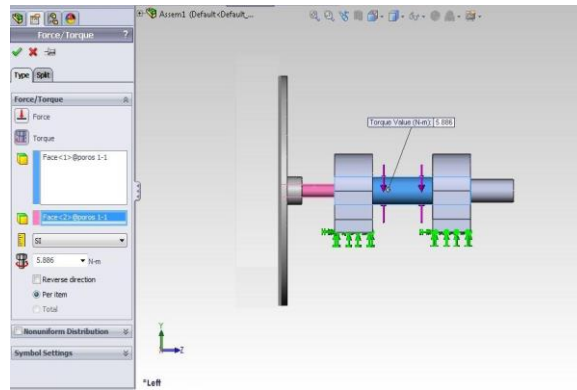 Assem1 (Default<Default_...
Force/Torque ?
Type Split
Force/Torque
Force
Torque
Face<1>@poros 1-1
Face<2>@poros 1-1
SI
5.886 N-m
Reverse direction
Per item
Total
Nonuniform Distribution
Symbol Settings
Torque Value (N-m): 5.886
Y
Z
*Left